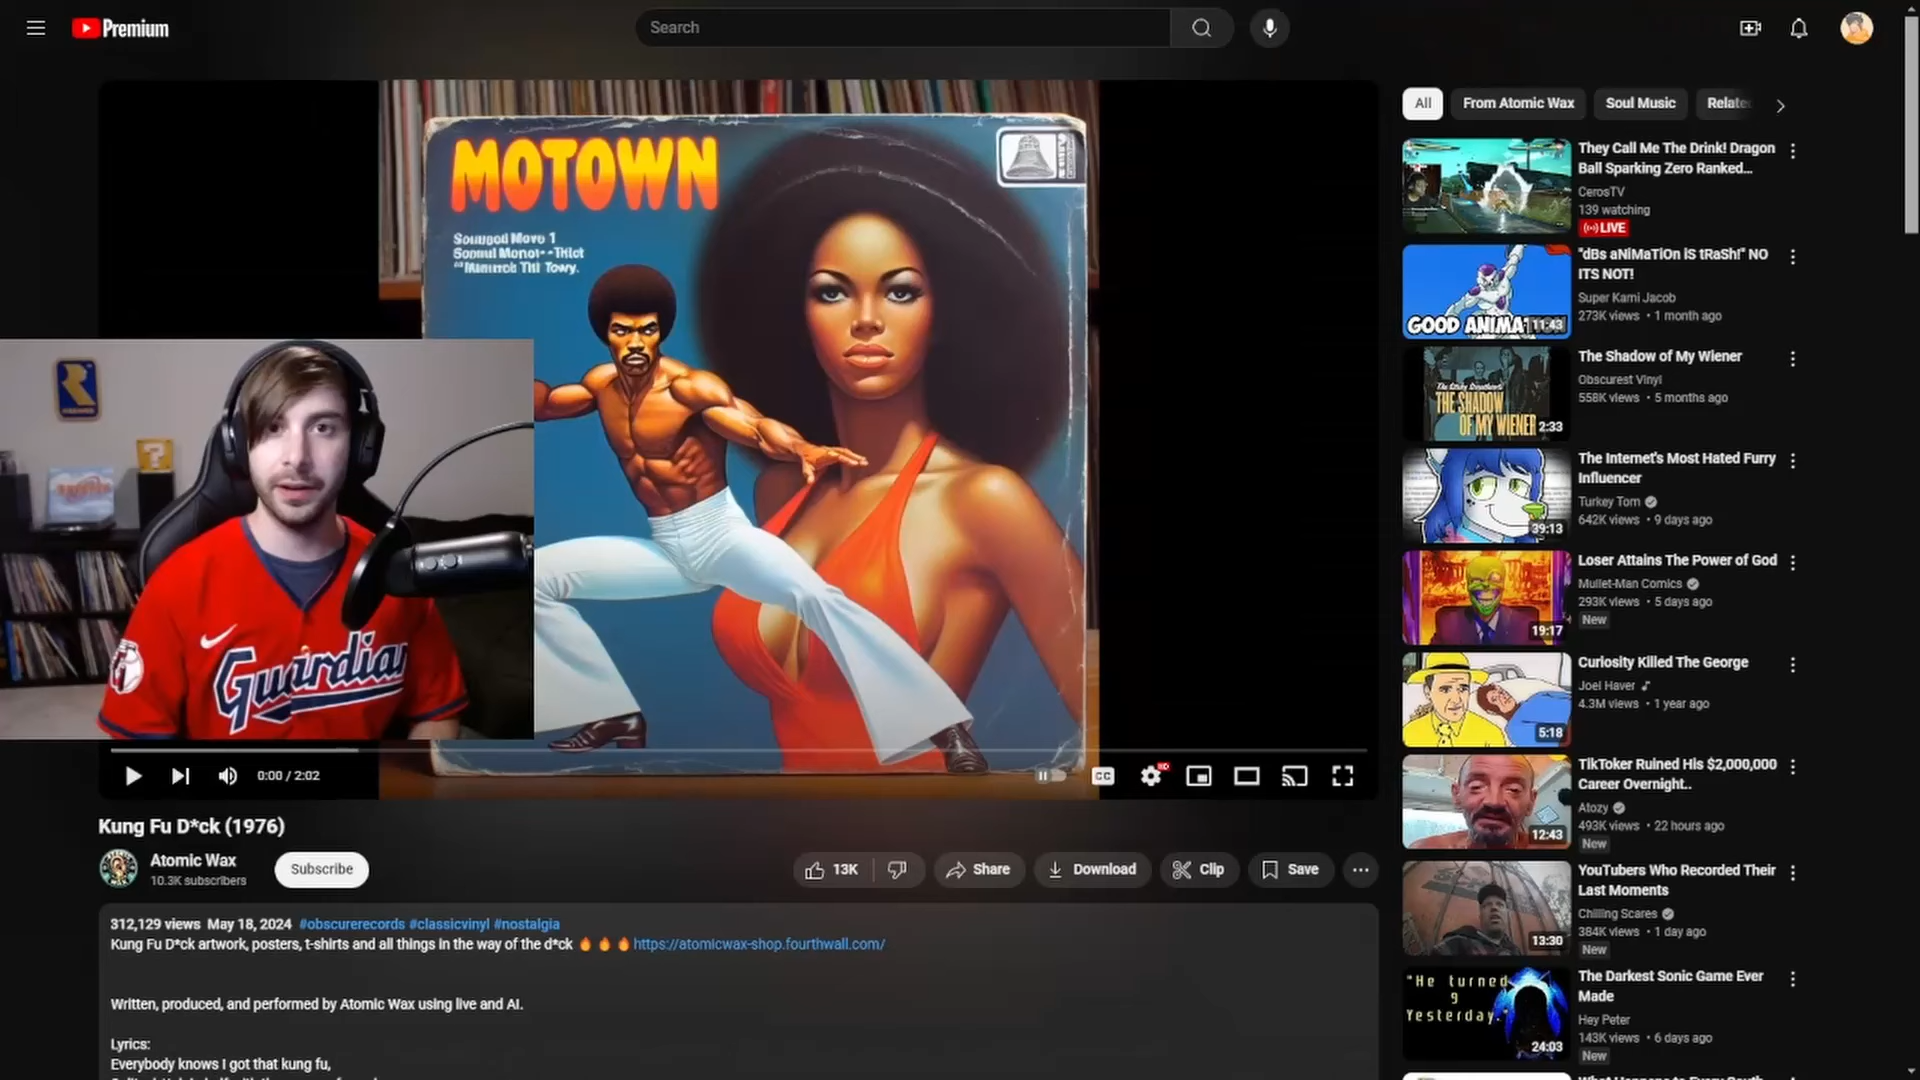 Premium
Search
MOTOWN
Guardian
0:00 / 2:02
CC
HD
Kung Fu D*ck (1976)
Atomic Wax
10.3K subscribers
Subscribe
13K
Share
Download
Clip
Save
312,129 views May 18, 2024 #obscurerecords #classicvinyl #nostalgia
Kung Fu D*ck artwork, posters, t-shirts and all things in the way of the d*ck 🔥 🔥 🔥 https://atomicwax-shop.fourthwall.com/
Written, produced, and performed by Atomic Wax using live and AI.
Lyrics:
Everybody knows I got that kung fu,
All
From Atomic Wax
Soul Music
Relate
They Call Me The Drink! Dragon
Ball Sparking Zero Ranked...
CerosTV
139 watching
LIVE
GOOD ANIMAT
11:43
"dBs aNiMaTiOn iS tRaSh!" NO
ITS NOT!
Super Kami Jacob
273K views • 1 month ago
THE SHADOW
OF MY WIENER
2:33
The Shadow of My Wiener
Obscurest Vinyl
558K views • 5 months ago
39:13
The Internet's Most Hated Furry
Influencer
Turkey Tom
642K views • 9 days ago
19:17
Loser Attains The Power of God
Mullet-Man Comics
293K views • 5 days ago
New
5:18
Curiosity Killed The George
Joel Haver
4.3M views • 1 year ago
12:43
TikToker Ruined His $2,000,000
Career Overnight..
Atozy
493K views • 22 hours ago
New
13:30
YouTubers Who Recorded Their
Last Moments
Chilling Scares
384K views • 1 day ago
New
"He turned
9
Yesterday."
24:03
The Darkest Sonic Game Ever
Made
Hey Peter
143K views • 6 days ago
New